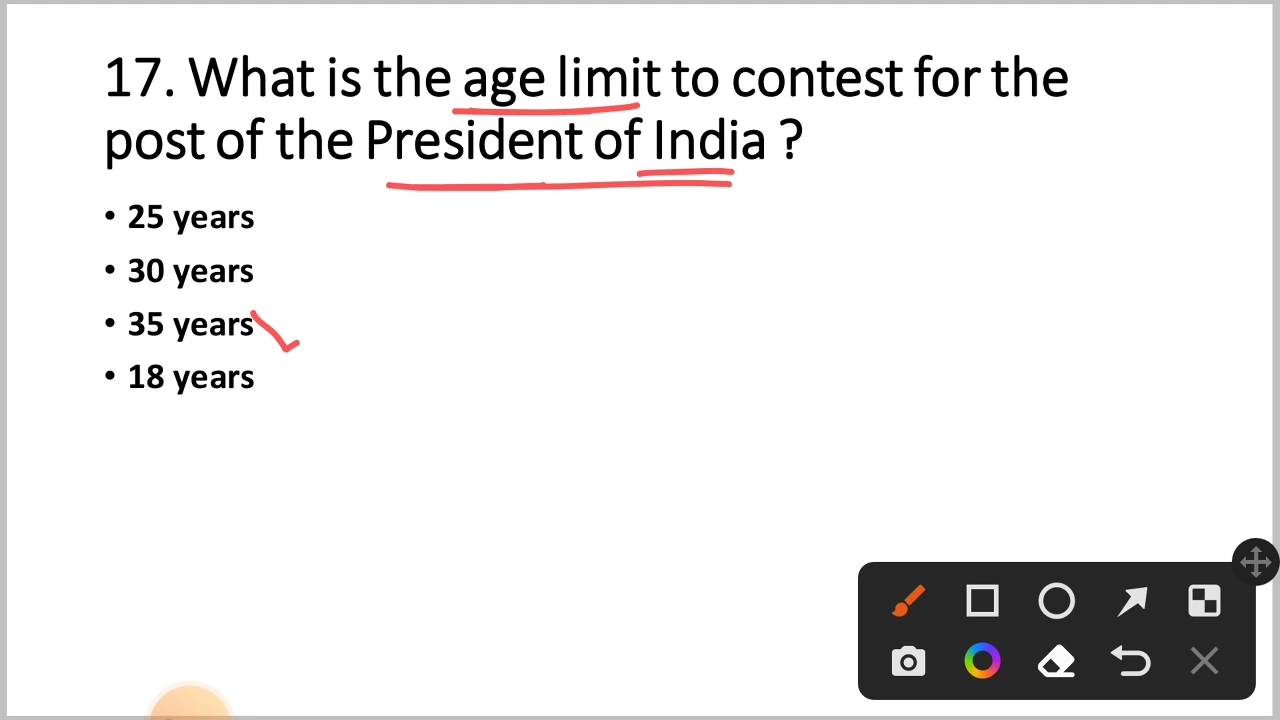 17. What is the age limit to contest for the
post of the President of India ?
• 25 years
• 30 years
• 35 years
• 18 years